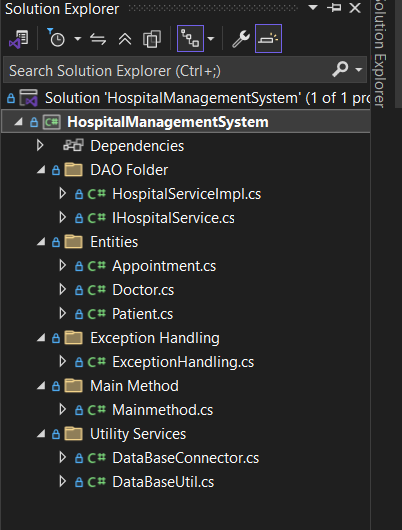 Solution Explorer
Search Solution Explorer (Ctrl+;)
Solution 'HospitalManagementSystem' (1 of 1 pro
C# HospitalManagementSystem
Dependencies
DAO Folder
C# HospitalServiceImpl.cs
C# IHospitalService.cs
Entities
C# Appointment.cs
C# Doctor.cs
C# Patient.cs
Exception Handling
C# ExceptionHandling.cs
Main Method
C# Mainmethod.cs
Utility Services
C# DataBaseConnector.cs
C# DataBaseUtil.cs
Solution Explorer